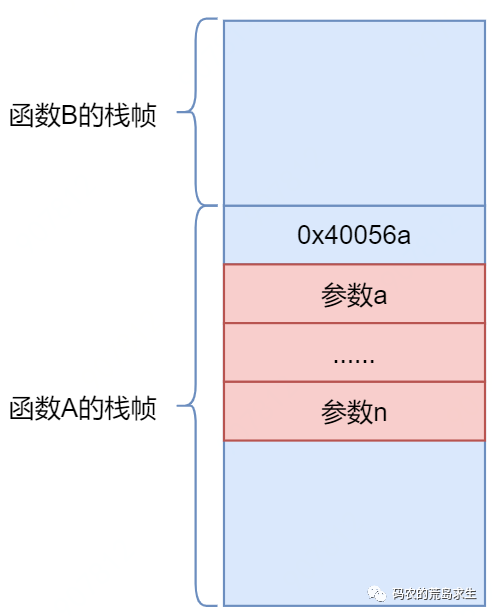 函数B的栈帧
0x40056a
参数a
......
函数A的栈帧
参数n
码农的荒岛求生